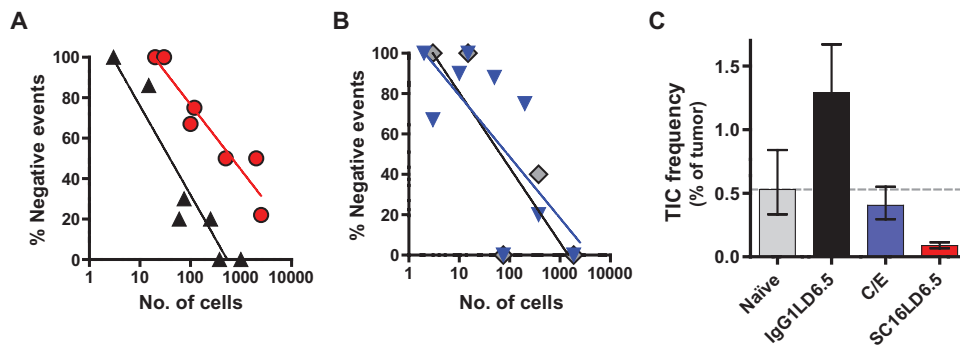 A
% Negative events
100
80
60
40
20
0
1
10
100
1000
10000
No. of cells
B
% Negative events
100
80
60
40
20
0
1
10
100
1000
10000
No. of cells
C
TIC frequency
(% of tumor)
1.5
1.0
0.5
0.0
Naïve
IgG1LD6.5
C/E
SC16LD6.5